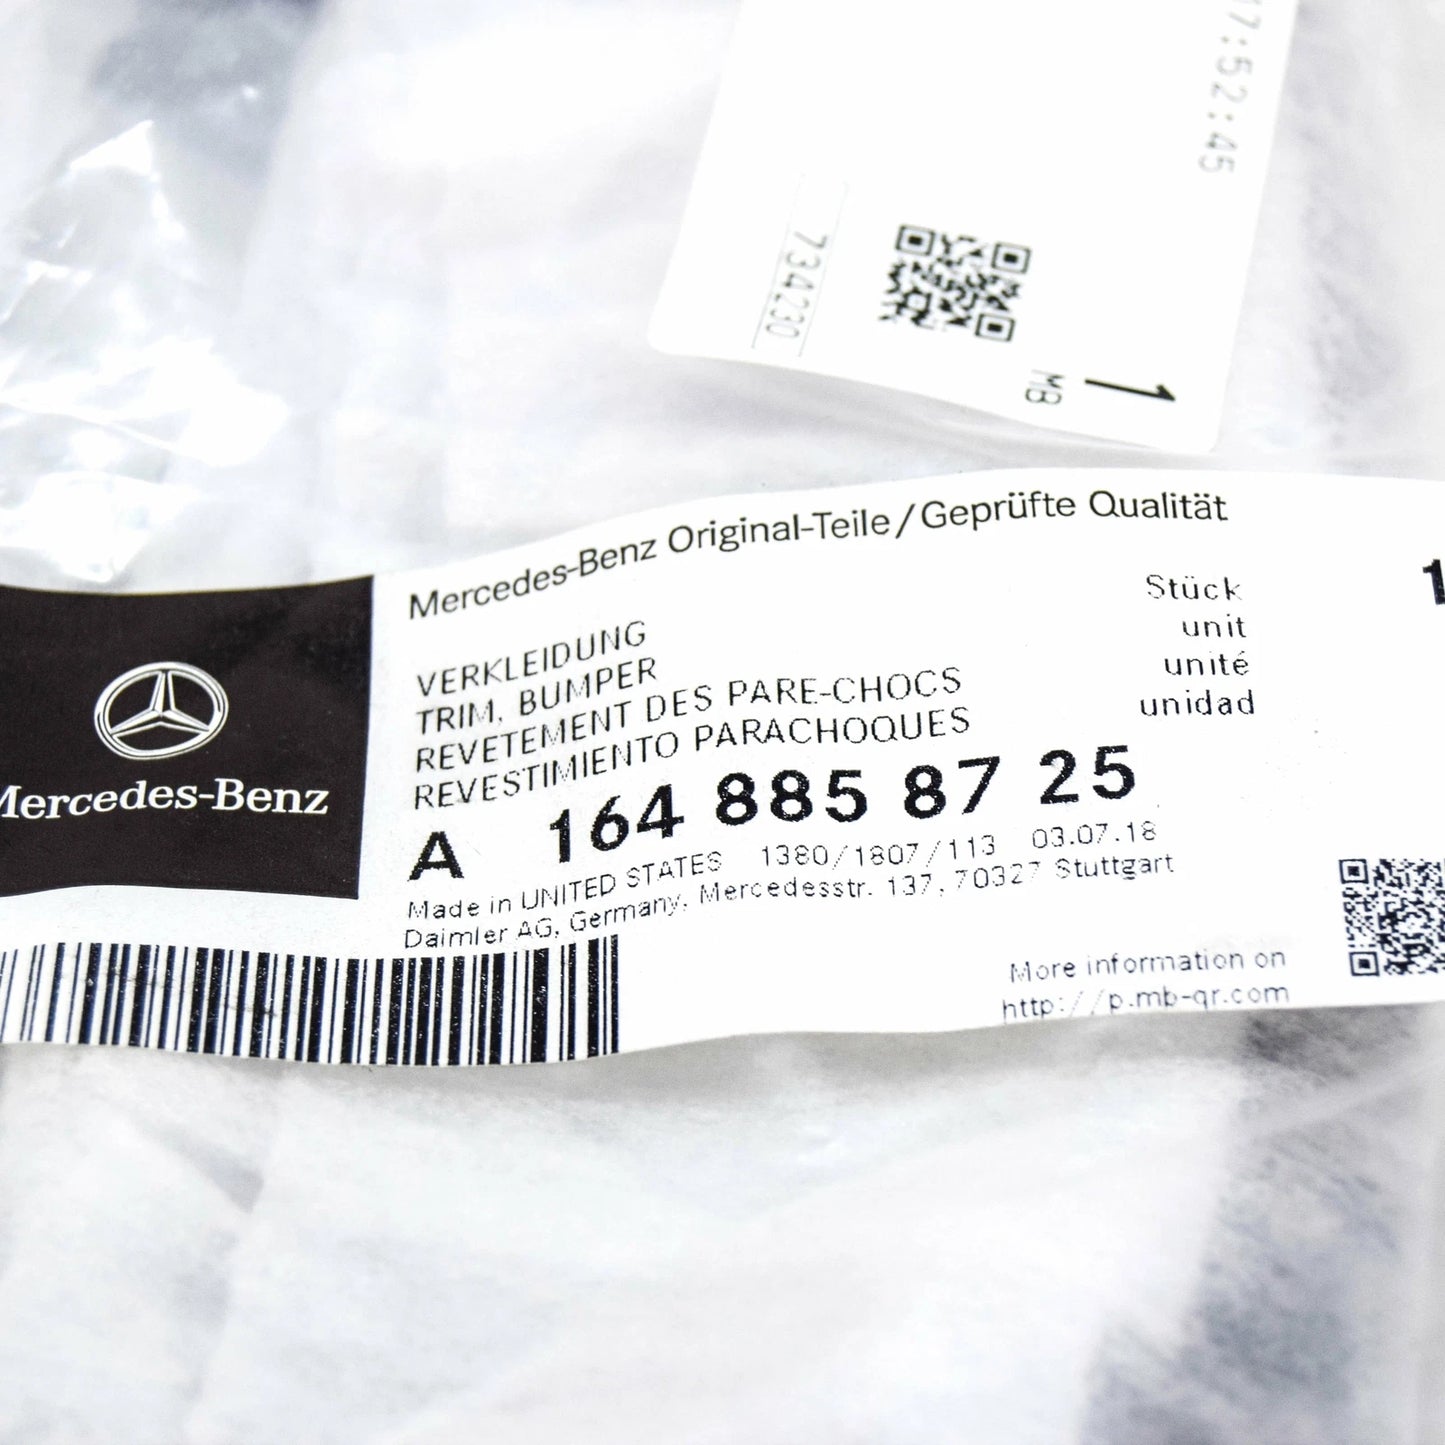 17:52:45
734230
1
MB
Mercedes-Benz Original-Teile/Geprüfte Qualität
Mercedes-Benz
VERKLEIDUNG
TRIM, BUMPER
REVETEMENT DES PARE-CHOCS
REVESTIMIENTO PARACHOQUES
Stück
unit
unité
unidad
1
A 164 885 87 25
Made in UNITED STATES 1380/1807/113 03.07.18
Daimler AG, Germany, Mercedesstr. 137, 70327 Stuttgart
More information on
http://p.mb-qr.com